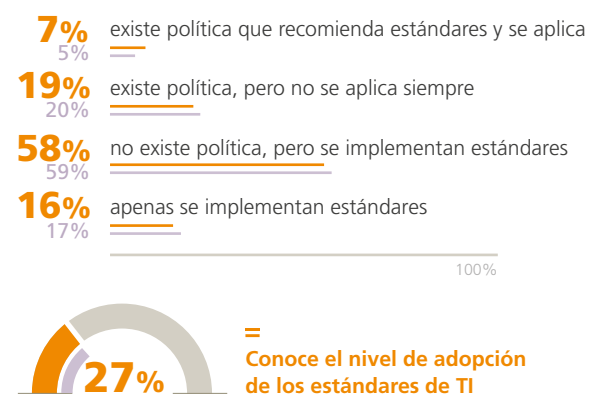 7% existe política que recomienda estándares y se aplica
5%
19% existe política, pero no se aplica siempre
20%
58% no existe política, pero se implementan estándares
59%
16% apenas se implementan estándares
17%
100%
=
Conoce el nivel de adopción
27% de los estándares de TI